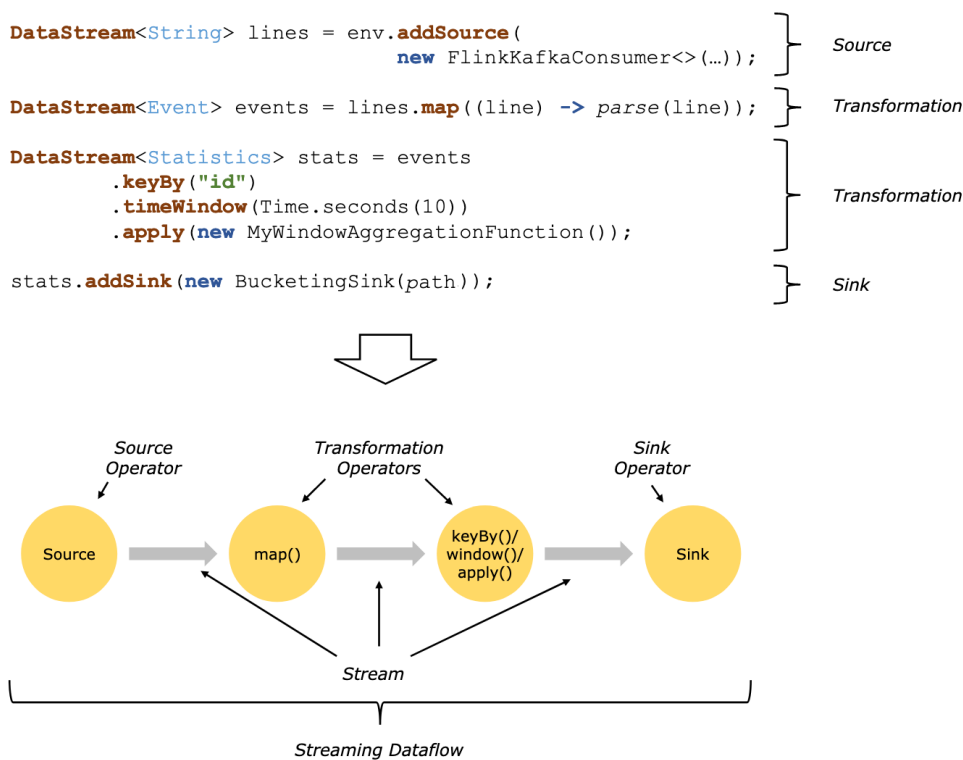 DataStream<String> lines = env.addSource(
new FlinkKafkaConsumer<>(…));
Source
DataStream<Event> events = lines.map((line) -> parse(line));
Transformation
DataStream<Statistics> stats = events
.keyBy("id")
.timeWindow(Time.seconds(10))
.apply(new MyWindowAggregationFunction());
Transformation
stats.addSink(new BucketingSink(path));
Sink
Source
Operator
Transformation
Operators
Sink
Operator
Source
map()
keyBy()/
window()/
apply()
Sink
Stream
Streaming Dataflow